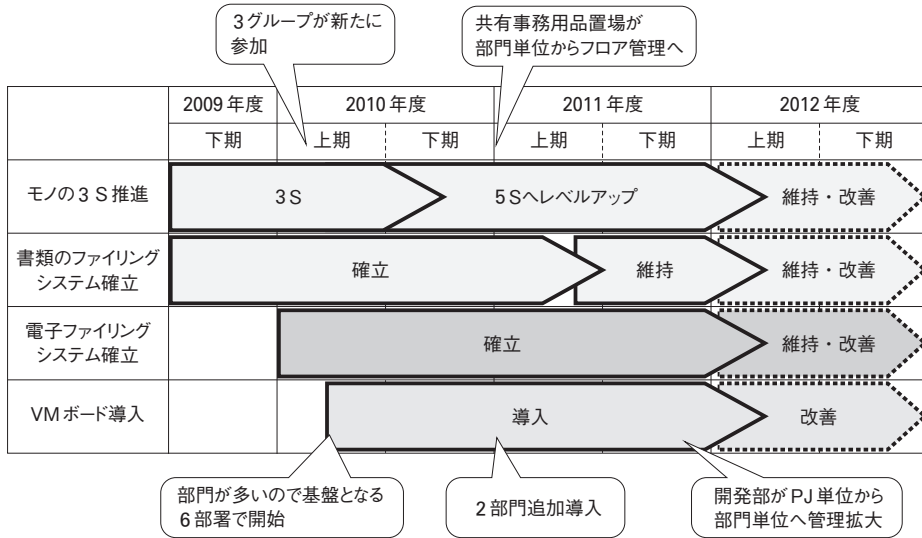 3グループが新たに
参加
共有事務用品置場が
部門単位からフロア管理へ
2009年度 2010年度 2011年度 2012年度
下期 上期 下期 上期 下期 上期 下期
モノの3S推進 3S 5Sへレベルアップ 維持・改善
書類のファイリング
システム確立 確立 維持 維持・改善
電子ファイリング
システム確立 確立 維持・改善
VMボード導入 導入 改善
部門が多いので基盤となる
6部署で開始
2部門追加導入
開発部がPJ単位から
部門単位へ管理拡大